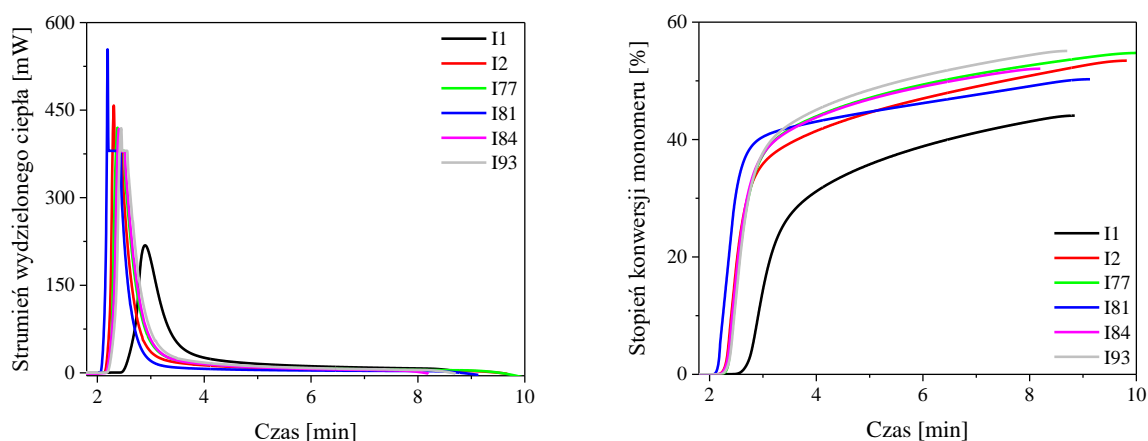 Strumień wydzielonego ciepła [mW]
600
450
300
150
0
2 4 6 8 10
Czas [min]
I1
I2
I77
I81
I84
I93
Stopień konwersji monomeru [%]
60
40
20
0
2 4 6 8 10
Czas [min]
I1
I2
I77
I81
I84
I93